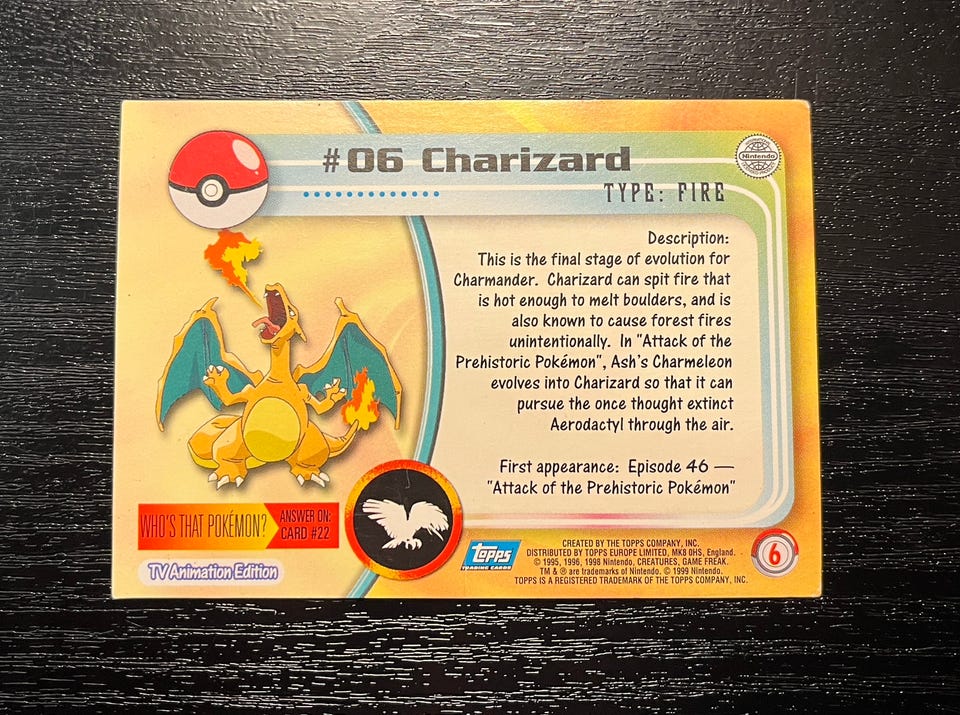 #06 Charizard
TYPE: FIRE
Nintendo
Description:
This is the final stage of evolution for
Charmander. Charizard can spit fire that
is hot enough to melt boulders, and is
also known to cause forest fires
unintentionally. In "Attack of the
Prehistoric Pokémon", Ash's Charmeleon
evolves into Charizard so that it can
pursue the once thought extinct
Aerodactyl through the air.
First appearance: Episode 46 —
"Attack of the Prehistoric Pokémon"
WHO'S THAT POKÉMON?
ANSWER ON:
CARD #22
TV Animation Edition
topps
TRADING CARDS
CREATED BY THE TOPPS COMPANY, INC.
DISTRIBUTED BY TOPPS EUROPE LIMITED, MK8 0HS, England.
© 1995, 1996, 1998 Nintendo, CREATURES, GAME FREAK.
TM & ® are trademarks of Nintendo. © 1999 Nintendo.
TOPPS IS A REGISTERED TRADEMARK OF THE TOPPS COMPANY, INC.
6